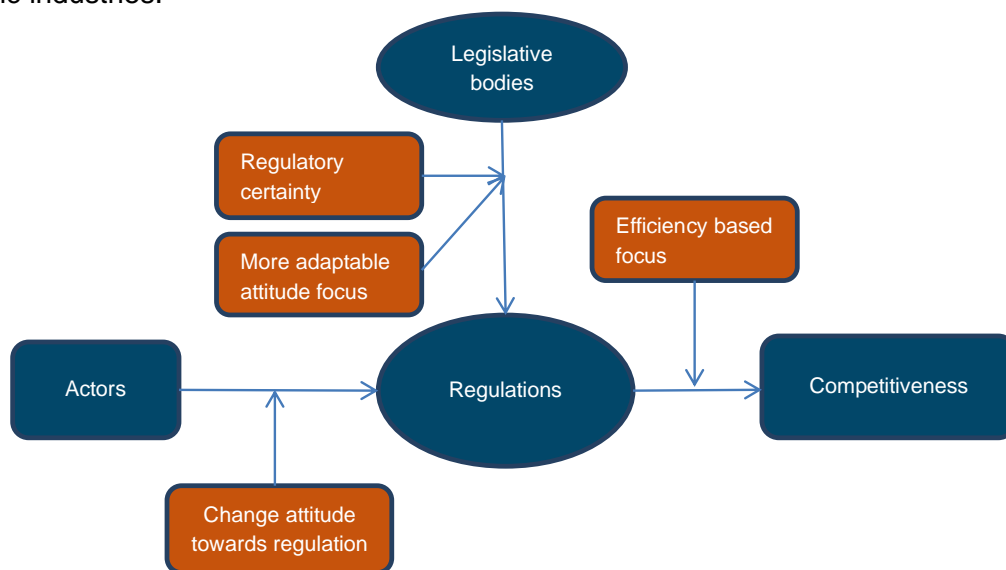 industries.
Legislative
bodies
Regulatory
certainty
More adaptable
attitude focus
Efficiency based
focus
Actors
Regulations
Competitiveness
Change attitude
towards regulation